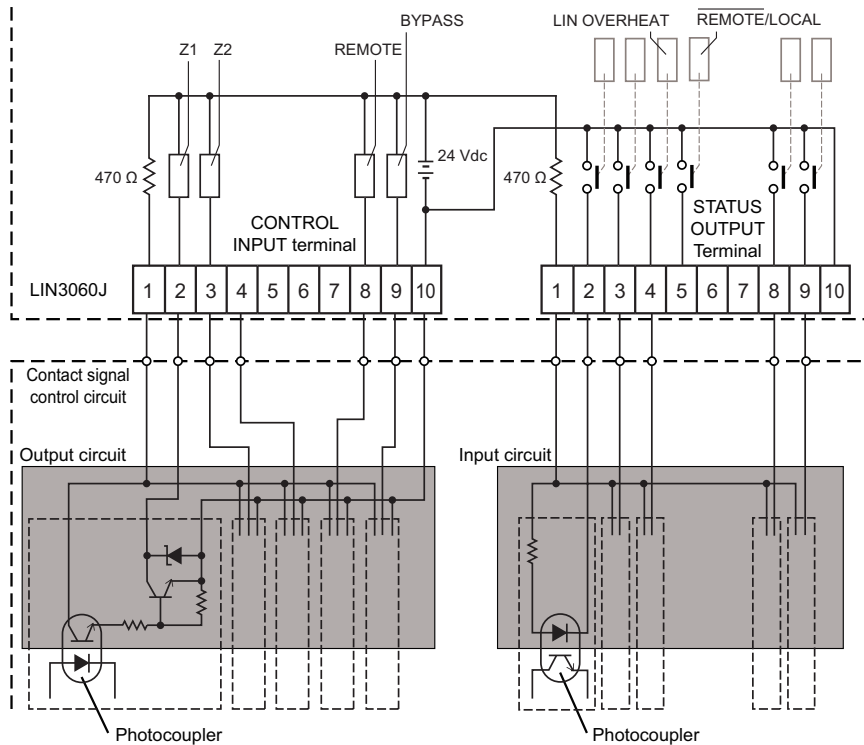 BYPASS
LIN OVERHEAT
REMOTE/LOCAL
Z1 Z2
REMOTE
24 Vdc
470 Ω
470 Ω
CONTROL
INPUT terminal
STATUS
OUTPUT
Terminal
LIN3060J
1 2 3 4 5 6 7 8 9 10
1 2 3 4 5 6 7 8 9 10
Contact signal
control circuit
Output circuit
Input circuit
Photocoupler
Photocoupler